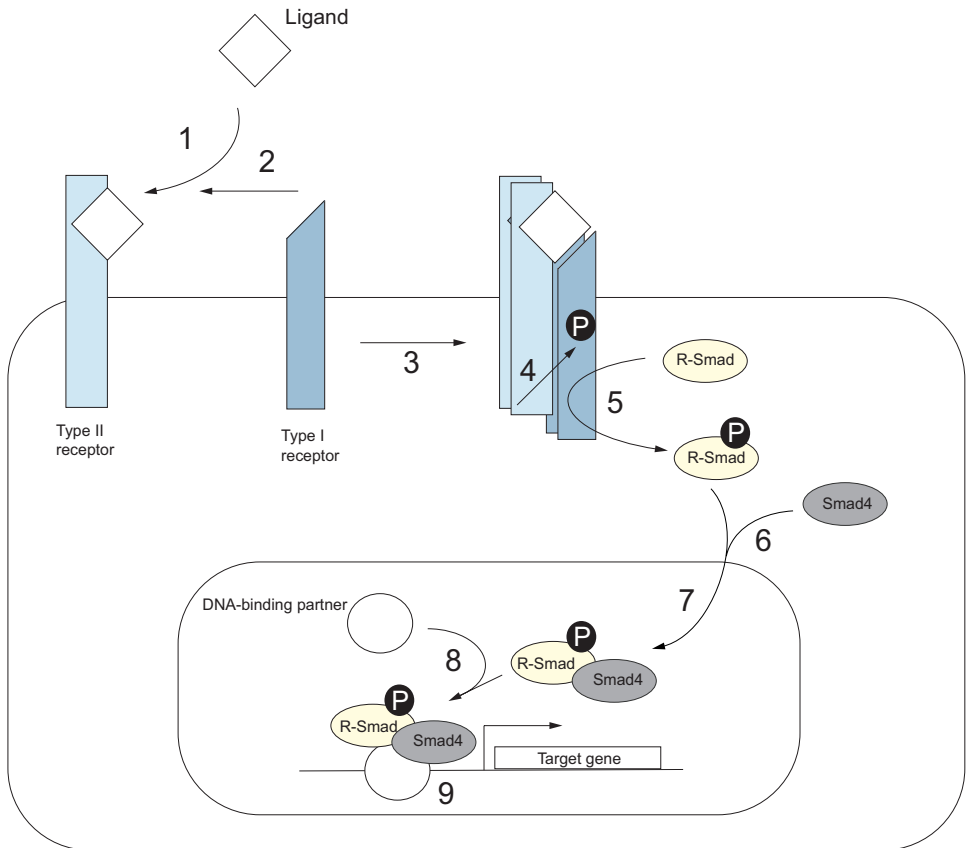 Ligand
1
2
3
4
P
5
R-Smad
Type II
receptor
Type I
receptor
P
R-Smad
Smad4
6
7
DNA-binding partner
8
P
R-Smad
Smad4
P
R-Smad
Smad4
Target gene
9